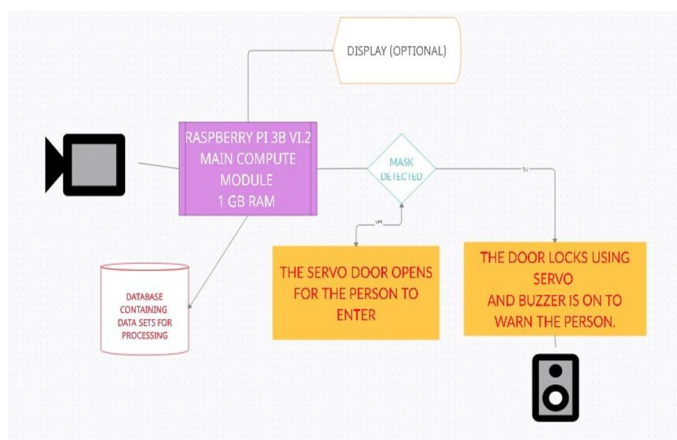 DISPLAY (OPTIONAL)
RASPBERRY PI 3B V1.2
MAIN COMPUTE
MODULE
1 GB RAM
MASK
DETECTED
THE SERVO DOOR OPENS
FOR THE PERSON TO
ENTER
THE DOOR LOCKS USING
SERVO
AND BUZZER IS ON TO
WARN THE PERSON.
DATABASE
CONTAINING
DATA SETS FOR
PROCESSING